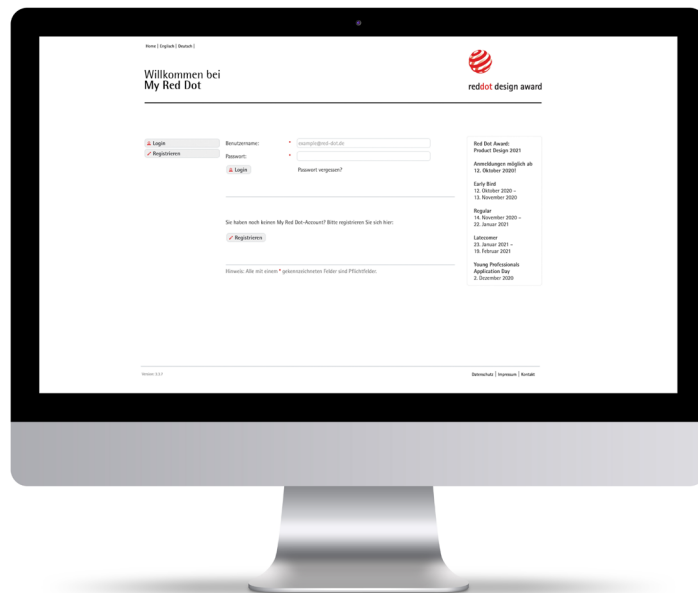 Home | Englisch | Deutsch |
Willkommen bei
My Red Dot
reddot design award
Login
Registrieren
Benutzername: * example@red-dot.de
Passwort: *
Login
Passwort vergessen?
Sie haben noch keinen My Red Dot-Account? Bitte registrieren Sie sich hier:
Registrieren
Hinweis: Alle mit einem * gekennzeichneten Felder sind Pflichtfelder.
Red Dot Award:
Product Design 2021
Anmeldungen möglich ab
12. Oktober 2020!
Early Bird
12. Oktober 2020 –
13. November 2020
Regular
14. November 2020 –
22. Januar 2021
Latecomer
23. Januar 2021 –
19. Februar 2021
Young Professionals
Application Day
2. Dezember 2020
Datenschutz | Impressum | Kontakt